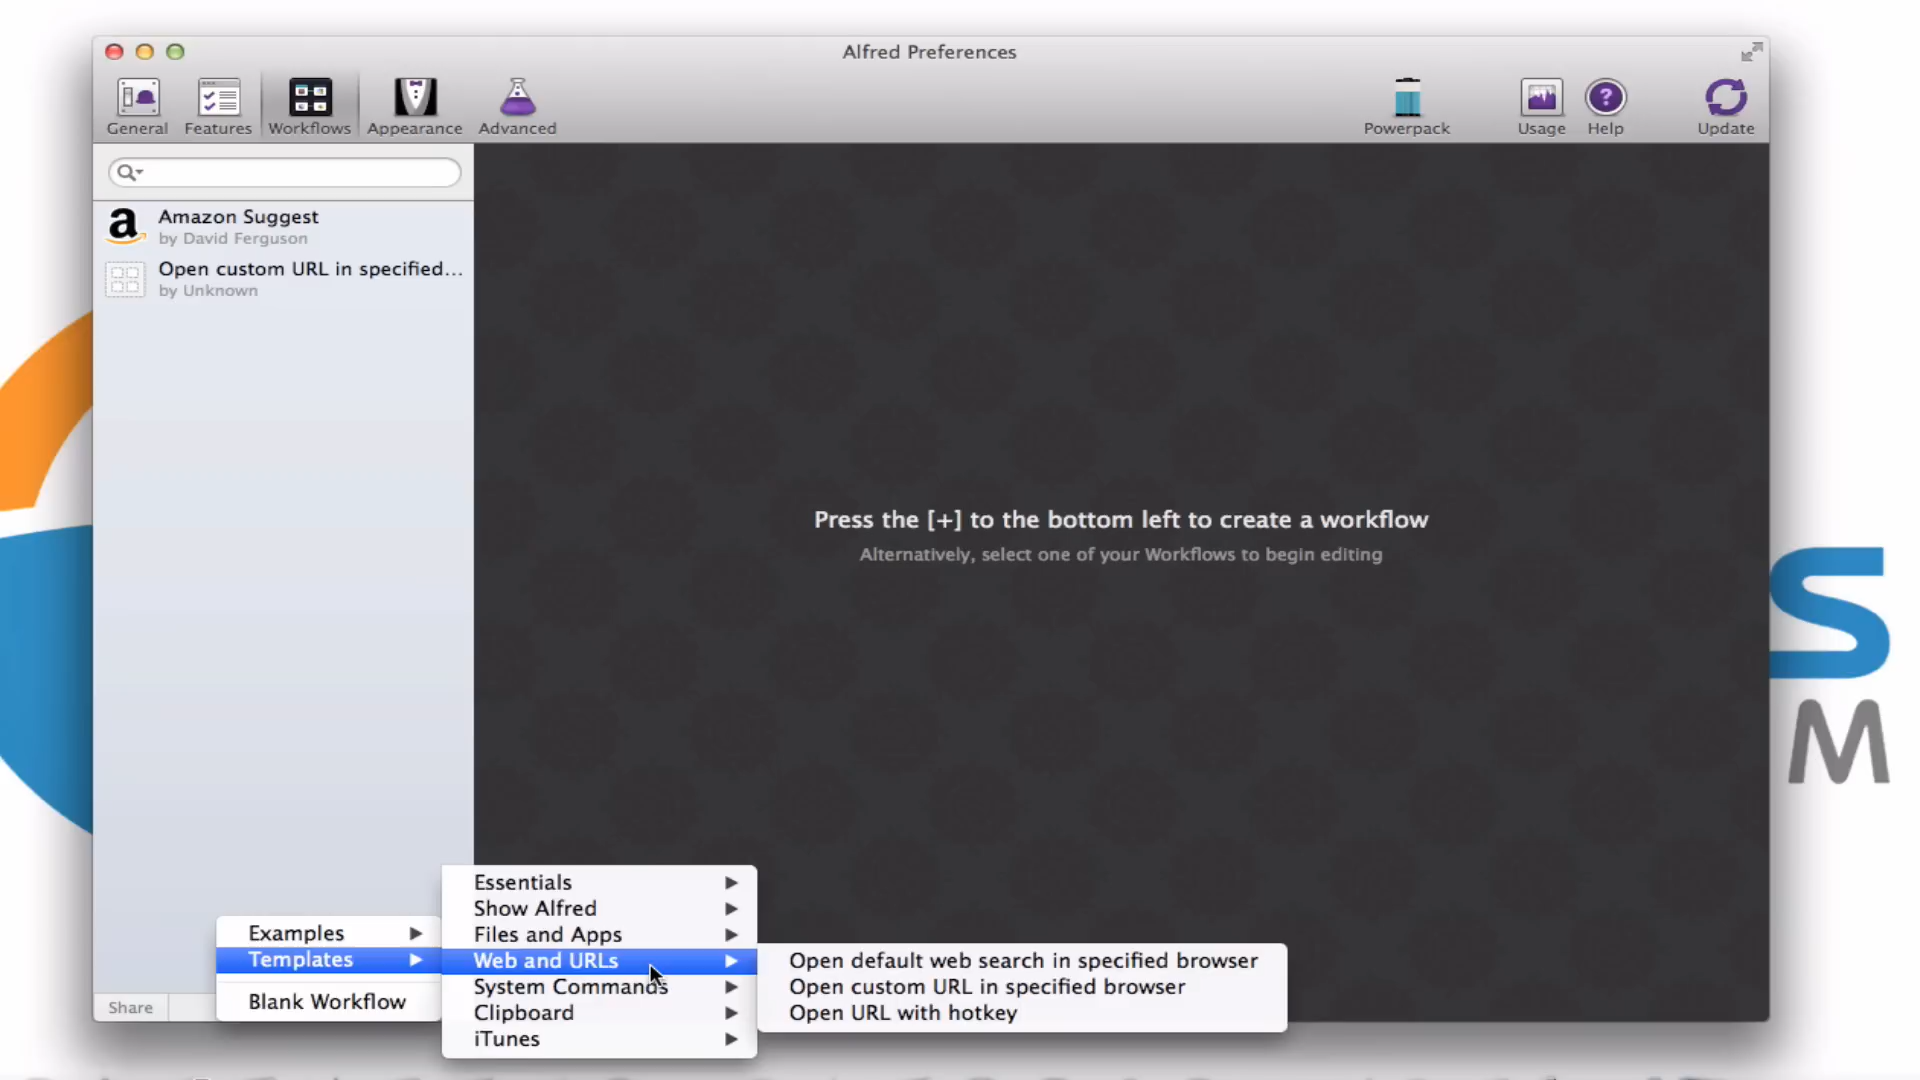 Alfred Preferences
General
Features
Workflows
Appearance
Advanced
Powerpack
Usage
Help
Update
Amazon Suggest
by David Ferguson
Open custom URL in specified...
by Unknown
Press the [+] to the bottom left to create a workflow
Alternatively, select one of your Workflows to begin editing
S
M
Share
Examples
Templates
Blank Workflow
Essentials
Show Alfred
Files and Apps
Web and URLs
System Commands
Clipboard
iTunes
Open default web search in specified browser
Open custom URL in specified browser
Open URL with hotkey